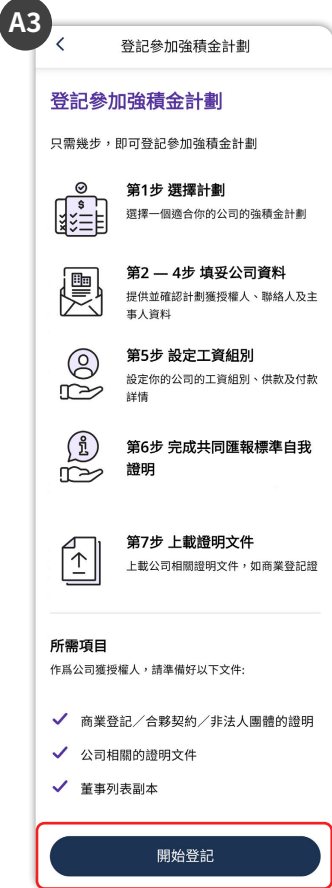 A3
登記參加強積金計劃
登記參加強積金計劃
只需幾步，即可登記參加強積金計劃
第1步 選擇計劃
選擇一個適合你的公司的強積金計劃
第2 — 4步 填妥公司資料
提供並確認計劃獲授權人、聯絡人及主
事人資料
第5步 設定工資組別
設定你的公司的工資組別、供款及付款
詳情
第6步 完成共同匯報標準自我
證明
第7步 上載證明文件
上載公司相關證明文件，如商業登記證
所需項目
作爲公司獲授權人，請準備好以下文件:
商業登記／合夥契約／非法人團體的證明
公司相關的證明文件
董事列表副本
開始登記